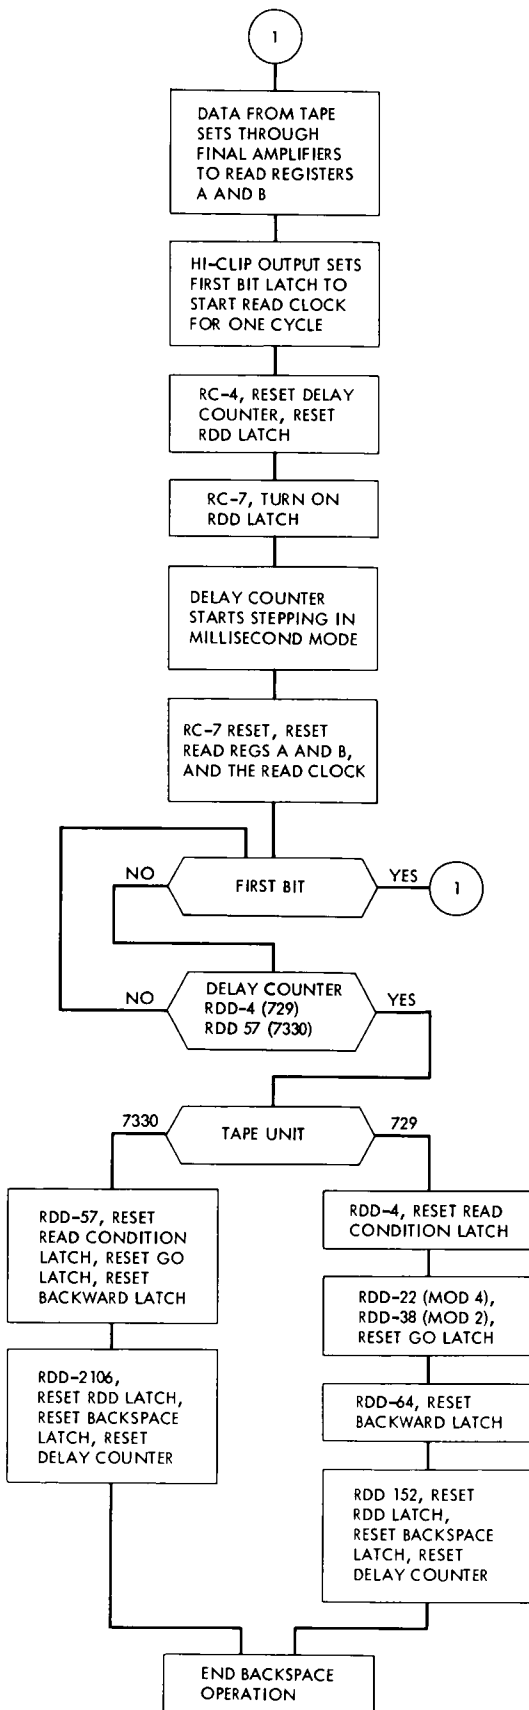 1
DATA FROM TAPE
SETS THROUGH
FINAL AMPLIFIERS
TO READ REGISTERS
A AND B
HI-CLIP OUTPUT SETS
FIRST BIT LATCH TO
START READ CLOCK
FOR ONE CYCLE
RC-4, RESET DELAY
COUNTER, RESET
RDD LATCH
RC-7, TURN ON
RDD LATCH
DELAY COUNTER
STARTS STEPPING IN
MILLISECOND MODE
RC-7 RESET, RESET
READ REGS A AND B,
AND THE READ CLOCK
NO
FIRST BIT
YES
1
NO
DELAY COUNTER
RDD-4 (729)
RDD 57 (7330)
YES
7330
TAPE UNIT
729
RDD-57, RESET
READ CONDITION
LATCH, RESET GO
LATCH, RESET
BACKWARD LATCH
RDD-2106,
RESET RDD LATCH,
RESET BACKSPACE
LATCH, RESET
DELAY COUNTER
RDD-4, RESET READ
CONDITION LATCH
RDD-22 (MOD 4),
RDD-38 (MOD 2),
RESET GO LATCH
RDD-64, RESET
BACKWARD LATCH
RDD 152, RESET
RDD LATCH,
RESET BACKSPACE
LATCH, RESET
DELAY COUNTER
END BACKSPACE
OPERATION